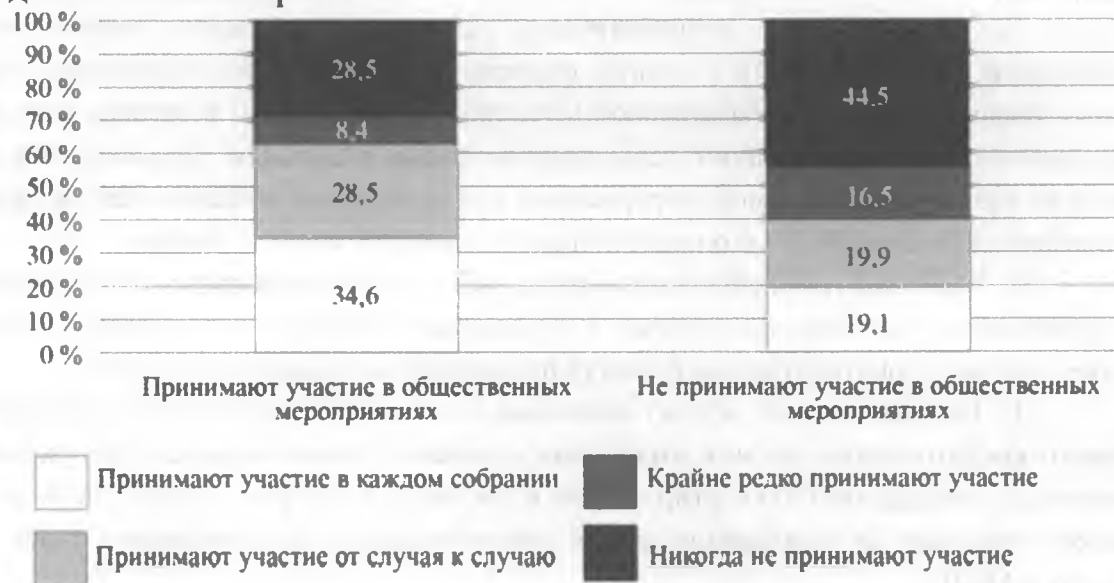 100 %
90 %
80 %
70 %
60 %
50 %
40 %
30 %
20 %
10 %
0 %
28,5
8,4
28,5
34,6
44,5
16,5
19,9
19,1
Принимают участие в общественных
мероприятиях
Не принимают участие в общественных
мероприятиях
Принимают участие в каждом собрании
Крайне редко принимают участие
Принимают участие от случая к случаю
Никогда не принимают участие